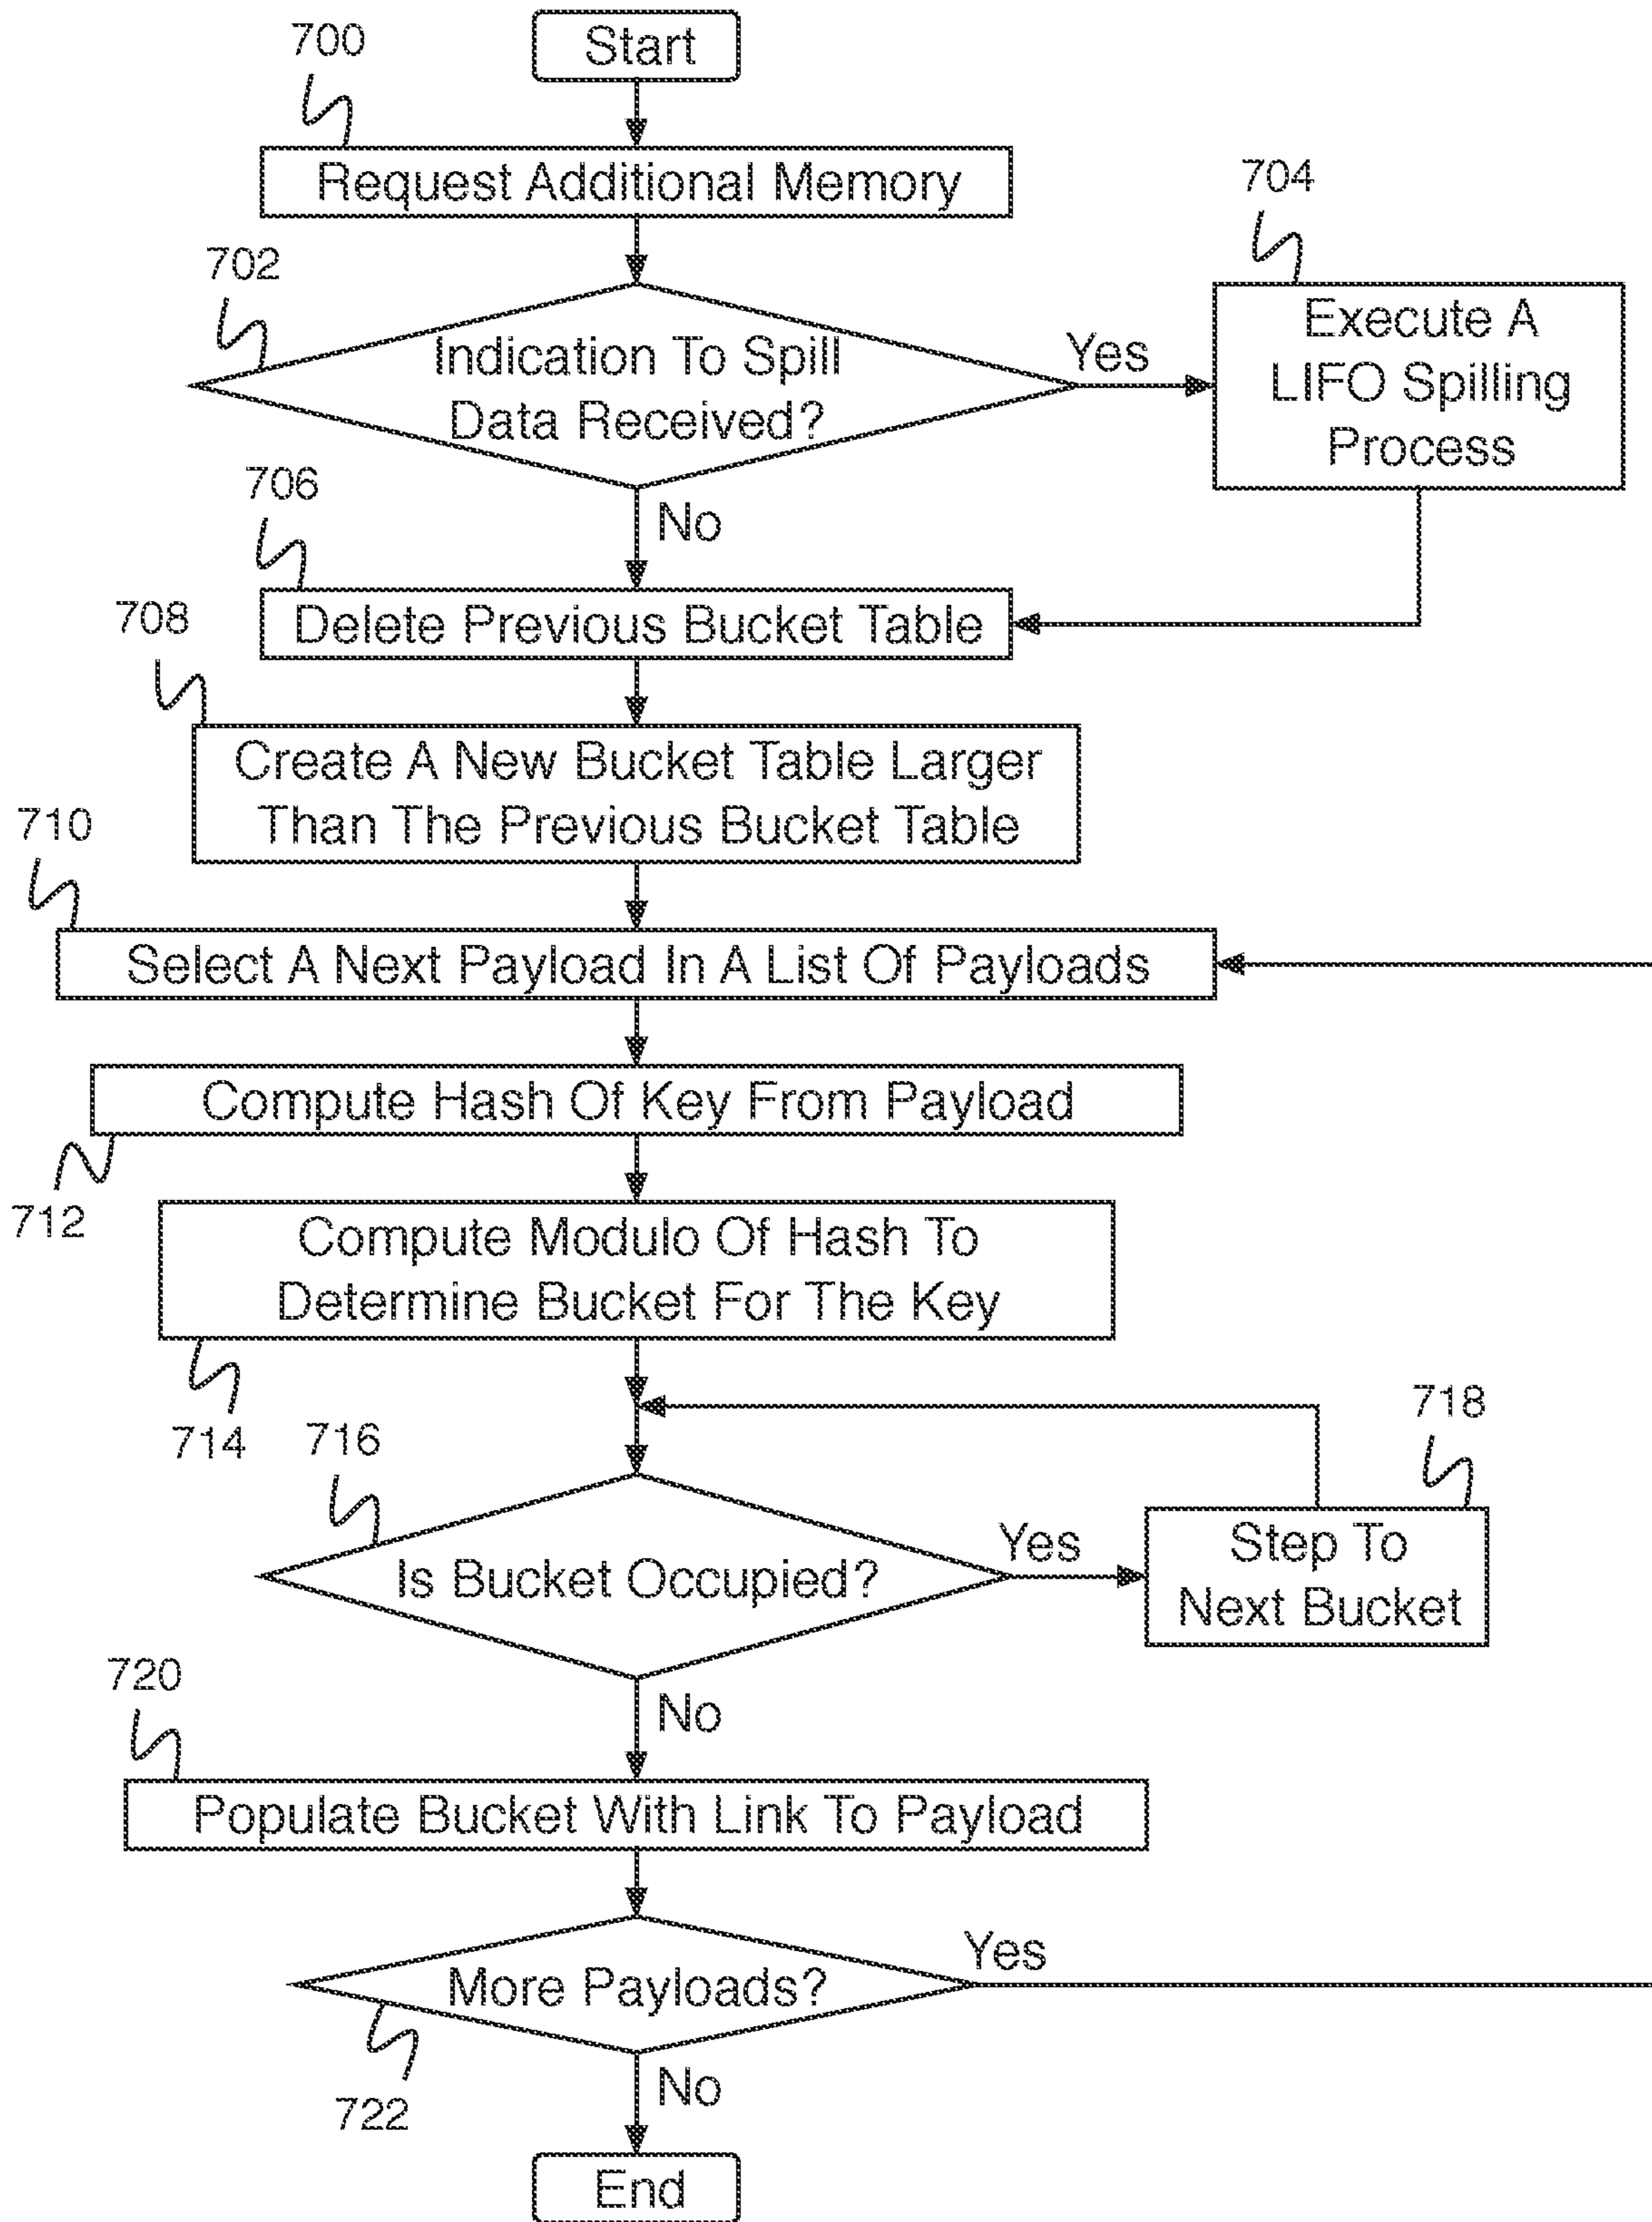 700
Start
Request Additional Memory
704
702
Indication To Spill
Data Received?
Yes
Execute A
LIFO Spilling
Process
706
No
708
Delete Previous Bucket Table
Create A New Bucket Table Larger
Than The Previous Bucket Table
710
Select A Next Payload In A List Of Payloads
Compute Hash Of Key From Payload
712
Compute Modulo Of Hash To
Determine Bucket For The Key
714
716
718
Is Bucket Occupied?
Yes
Step To
Next Bucket
720
No
Populate Bucket With Link To Payload
More Payloads?
Yes
722
No
End